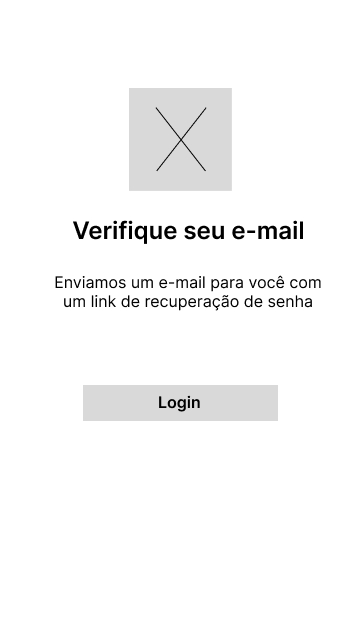 Verifique seu e-mail
Enviamos um e-mail para você com
um link de recuperação de senha
Login